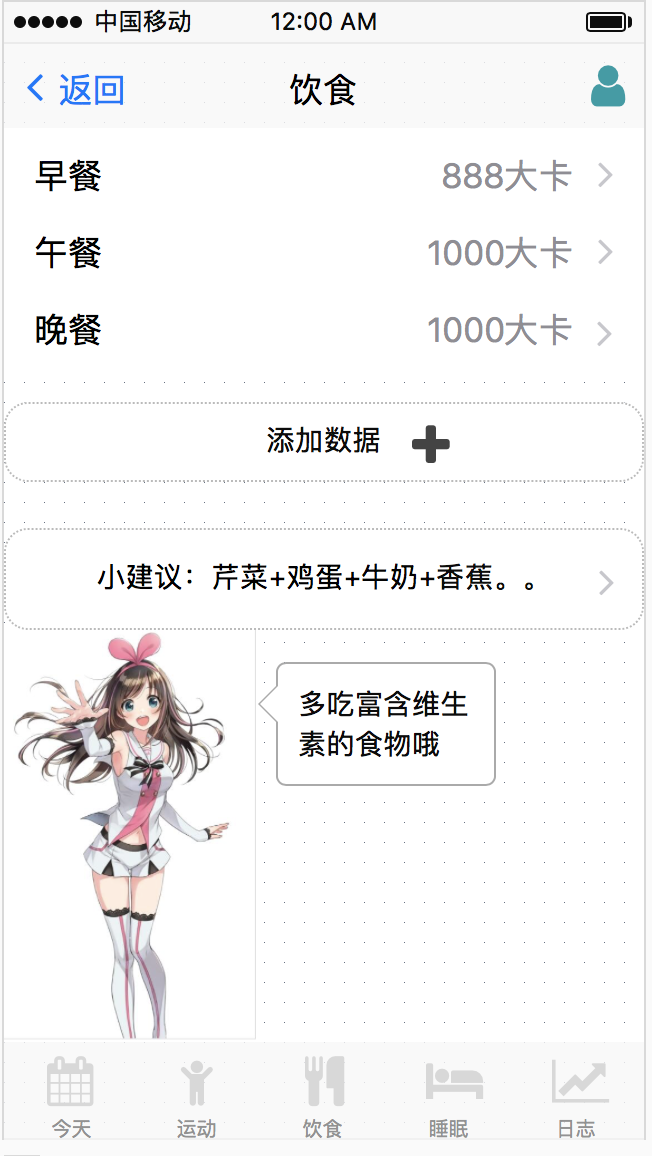 中国移动 12:00 AM
返回 饮食
早餐 888大卡
午餐 1000大卡
晚餐 1000大卡
添加数据
小建议：芹菜+鸡蛋+牛奶+香蕉。。
多吃富含维生
素的食物哦
今天 运动 饮食 睡眠 日志